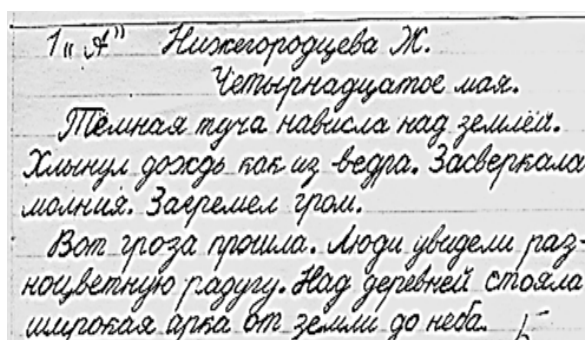 1 „А" Нижегородцева Ж.
Четырнадцатое мая.
Тёмная туча нависла над землёй.
Хлынул дождь как из ведра. Засверкала
молния. Загремел гром.
Вот гроза прошла. Люди увидели раз-
ноцветную радугу. Над деревней стояла
широкая арка от земли до неба. 5